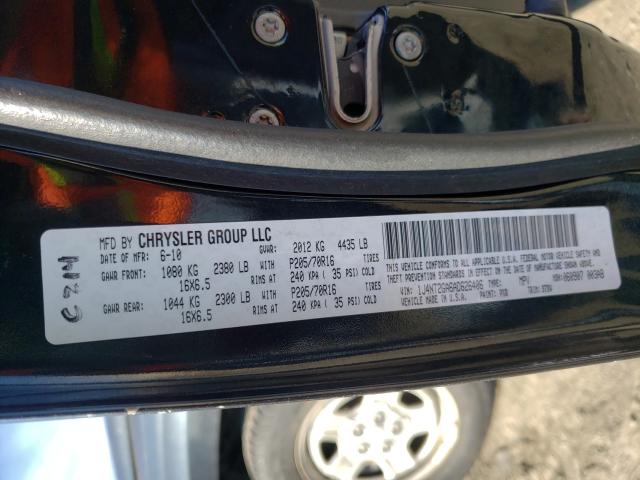 MFD BY CHRYSLER GROUP LLC
DATE OF MFR: 6-10 GVWR: 2012 KG 4435 LB
GAWR FRONT: 1080 KG 2380 LB WITH P205/70R16 TIRES
16X6.5 RIMS AT 240 KPA ( 35 PSI) COLD
GAWR REAR: 1044 KG 2300 LB WITH P205/70R16 TIRES
16X6.5 RIMS AT 240 KPA ( 35 PSI) COLD
THIS VEHICLE CONFORMS TO ALL APPLICABLE U.S.A. FEDERAL MOTOR VEHICLE SAFETY AND
THEFT PREVENTION STANDARDS IN EFFECT ON THE DATE OF MANUFACTURE SHOWN ABOVE.
VIN: TYPE: MPV
PAINT: TRIM: